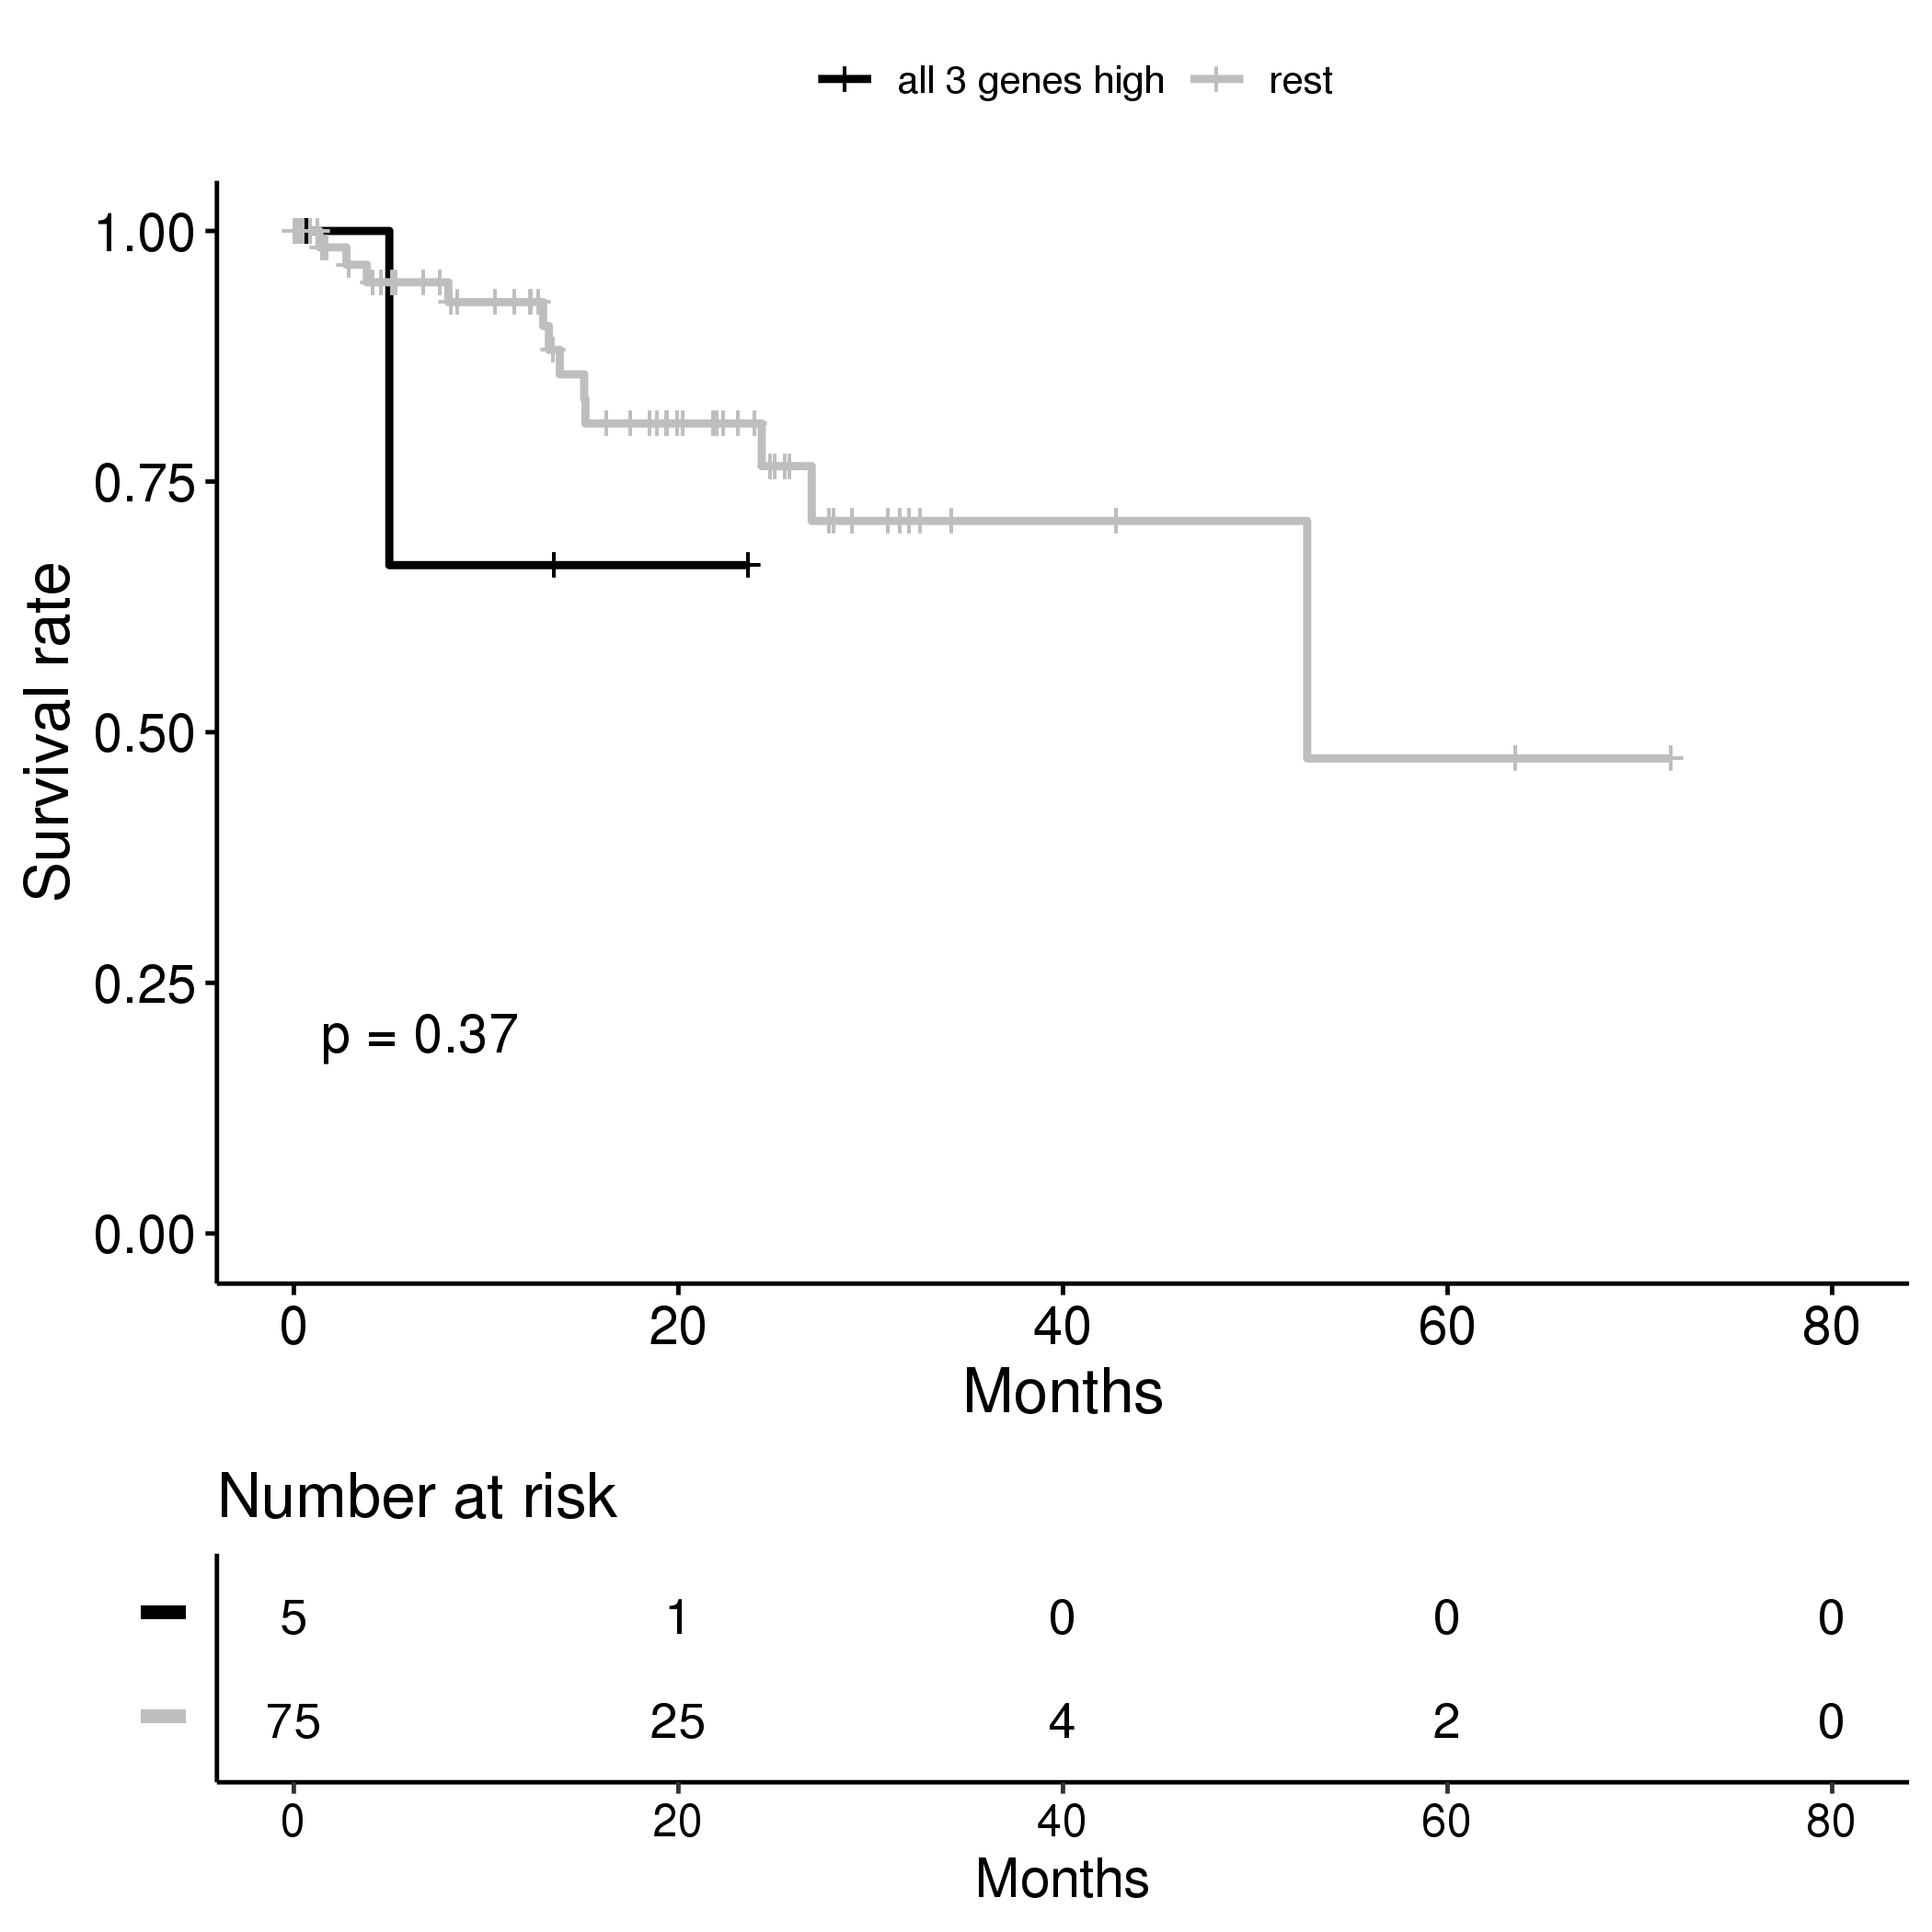 all 3 genes high rest
1.00
0.75
0.50
0.25
0.00
Survival rate
p = 0.37
0 20 40 60 80
Months
Number at risk
5 1 0 0 0
75 25 4 2 0
0 20 40 60 80
Months